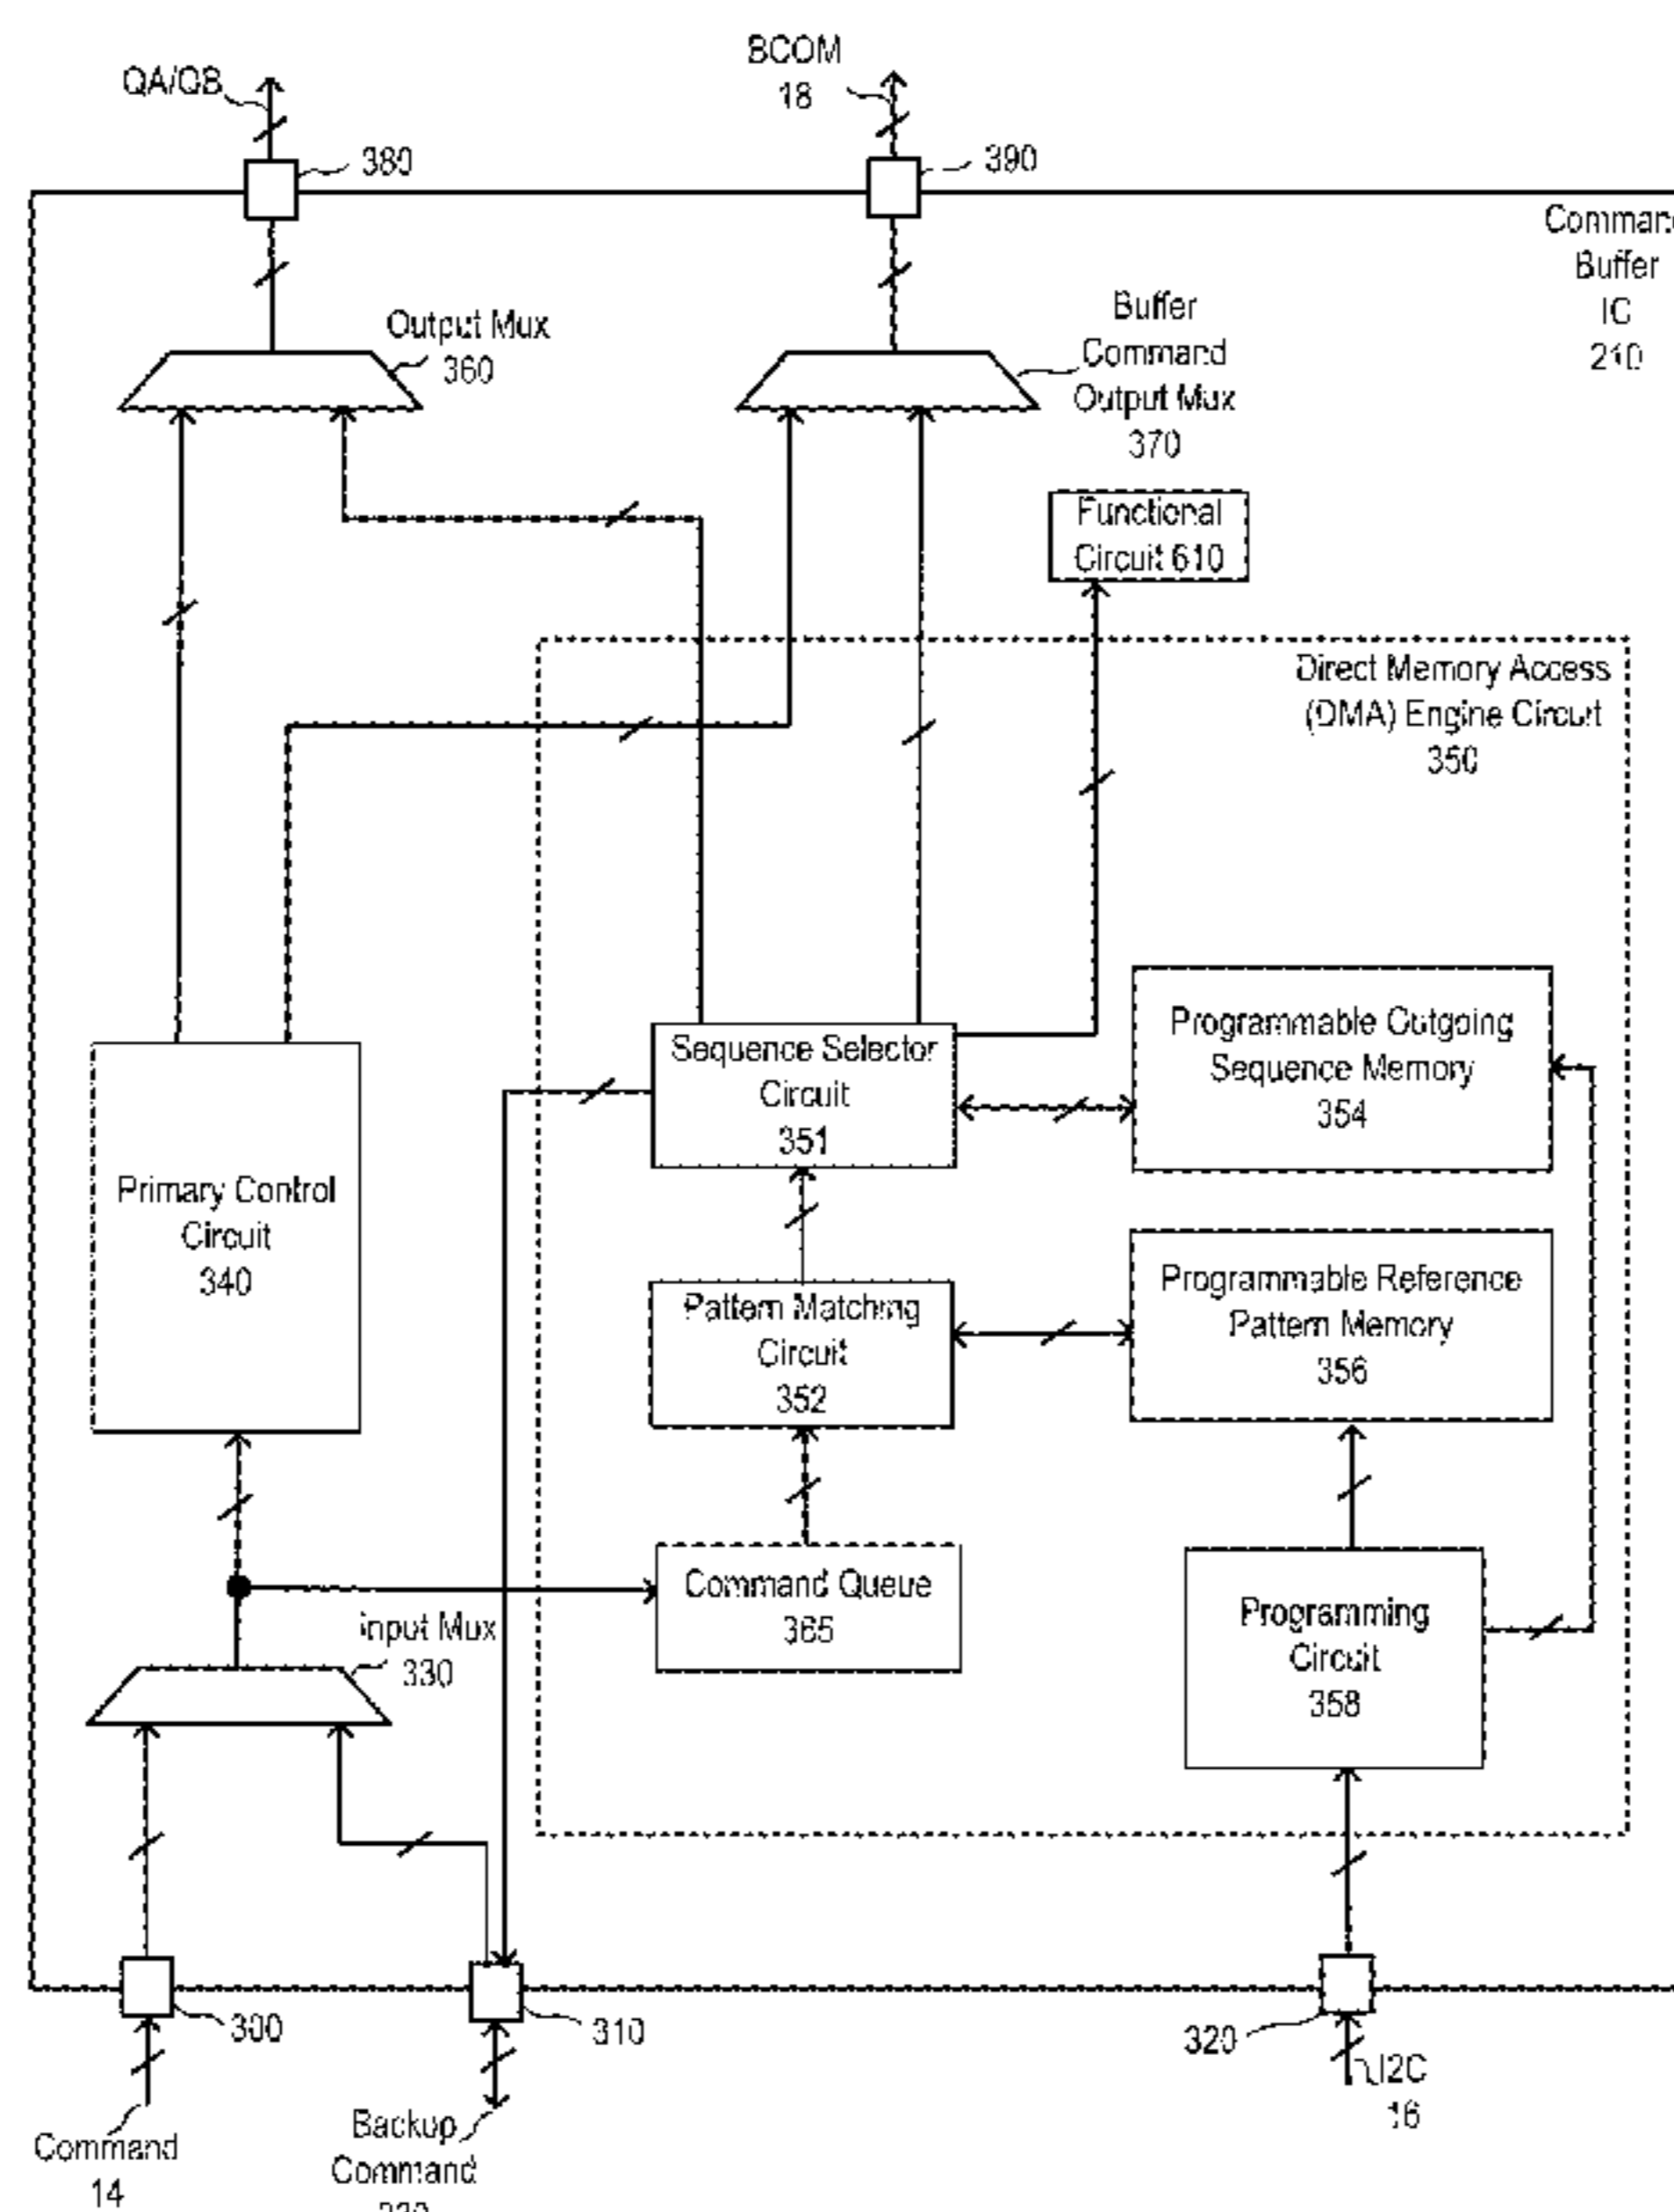 QA/QB
BCOM
18
380
390
Command
Buffer
IC
210
Output Mux
360
Buffer
Command
Output Mux
370
Functional
Circuit 610
Direct Memory Access
(DMA) Engine Circuit
350
Sequence Selector
Circuit
351
Programmable Outgoing
Sequence Memory
354
Primary Control
Circuit
340
Pattern Matching
Circuit
352
Programmable Reference
Pattern Memory
356
Command Queue
365
Input Mux
330
Programming
Circuit
358
300
310
320
I2C
16
Command
14
Backup
Command